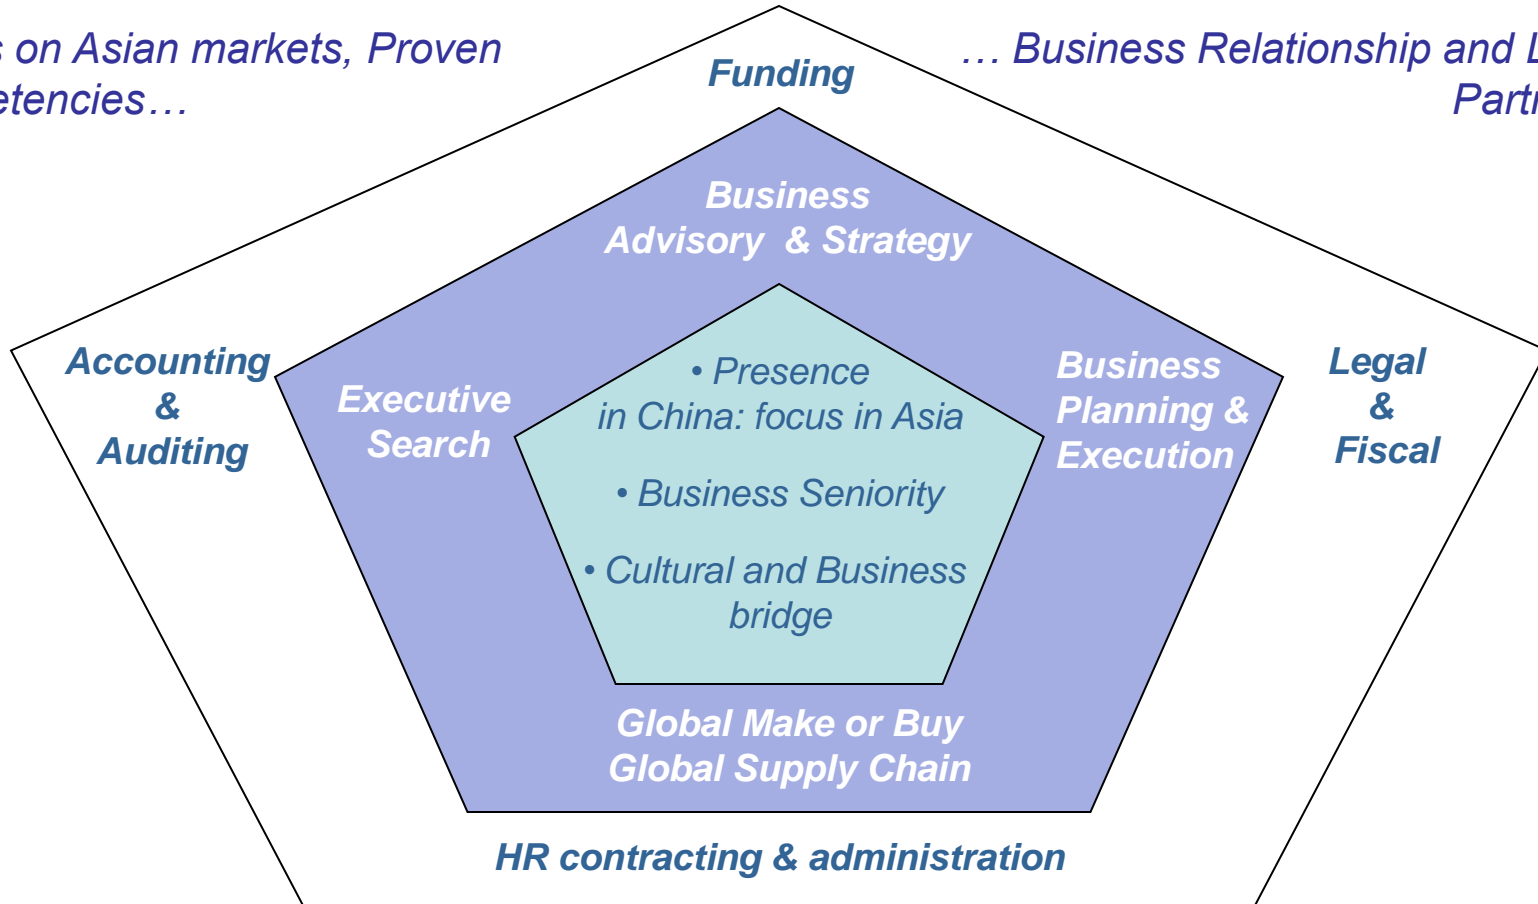 on Asian markets, Proven
… Business Relationship and
Funding
Business
Advisory & Strategy
Accounting
&
Auditing
Executive
Search
• Presence
in China: focus in Asia
• Business Seniority
• Cultural and Business
bridge
Business
Planning &
Execution
Legal
&
Fiscal
Global Make or Buy
Global Supply Chain
HR contracting & administration